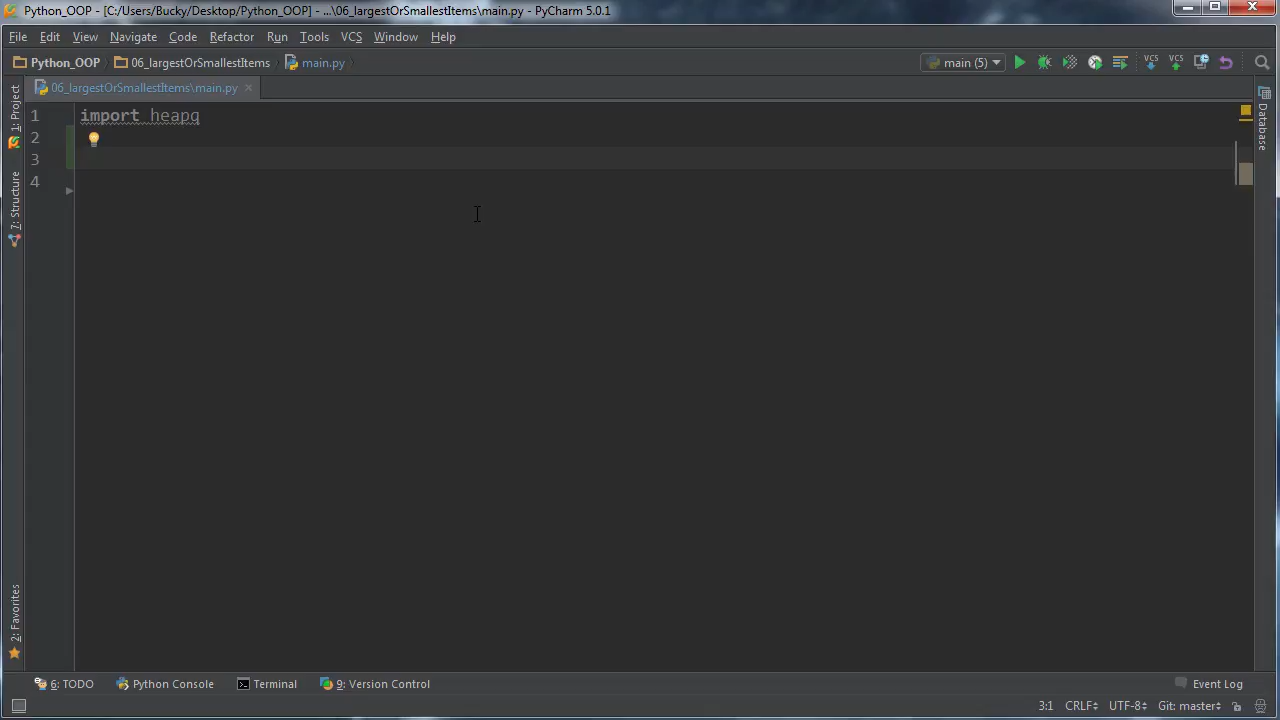 Python_OOP - [C:/Users/Bucky/Desktop/Python_OOP] - ...\06_largestOrSmallestItems\main.py - PyCharm 5.0.1
File Edit View Navigate Code Refactor Run Tools VCS Window Help
Python_OOP 06_largestOrSmallestItems main.py main (5) VCS VCS
06_largestOrSmallestItems\main.py
1: Project
7: Structure
2: Favorites
1 import heapq
2
3
4
Database
6: TODO Python Console Terminal 9: Version Control Event Log
3:1 CRLF UTF-8 Git: master